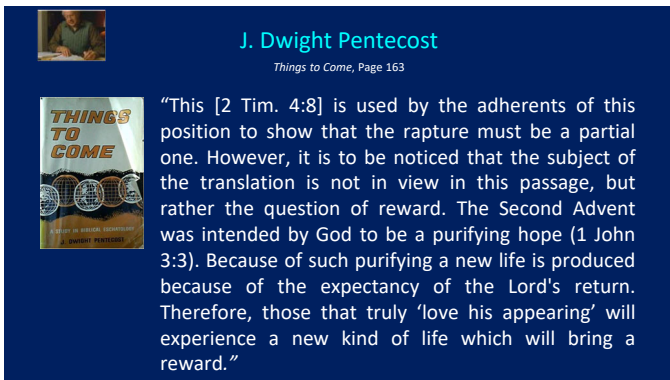 J. Dwight Pentecost
Things to Come, Page 163
THINGS
TO
COME
A STUDY IN BIBLICAL ESCHATOLOGY
J. DWIGHT PENTECOST
“This [2 Tim. 4:8] is used by the adherents of this
position to show that the rapture must be a partial
one. However, it is to be noticed that the subject of
the translation is not in view in this passage, but
rather the question of reward. The Second Advent
was intended by God to be a purifying hope (1 John
3:3). Because of such purifying a new life is produced
because of the expectancy of the Lord's return.
Therefore, those that truly ‘love his appearing’ will
experience a new kind of life which will bring a
reward.”